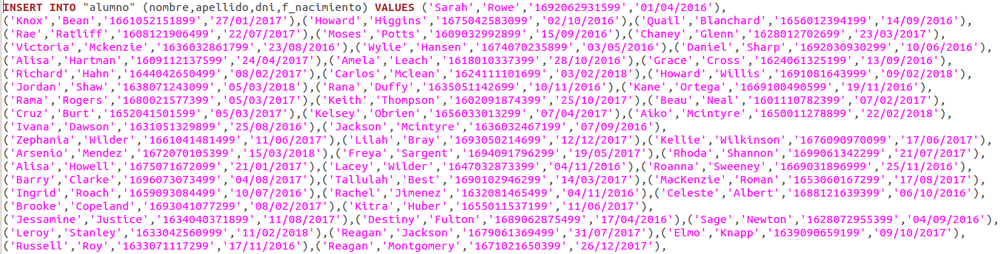 INSERT INTO "alumno" (nombre,apellido,dni,f_nacimiento) VALUES ('Sarah','Rowe','1692062931599','01/04/2016'),
('Knox','Bean','1661052151899','27/01/2017'),('Howard','Higgins','1675042583099','02/10/2016'),('Quail','Blanchard','1656012394199','14/09/2016'),
('Rae','Ratliff','1608121906499','22/07/2017'),('Moses','Potts','1609032992899','15/09/2016'),('Chaney','Glenn','1628012702699','23/03/2017'),
('Victoria','Mckenzie','1636032861799','23/08/2016'),('Wylie','Hansen','1674070235899','03/05/2016'),('Daniel','Sharp','1692030930299','10/06/2016'),
('Alisa','Hartman','1609112137599','24/04/2017'),('Amela','Leach','1618010337399','28/10/2016'),('Grace','Cross','1624061325199','13/09/2016'),
('Richard','Hahn','1644042650499','08/02/2017'),('Carlos','Mclean','1624111101699','03/02/2018'),('Howard','Willis','1691081643999','09/02/2018'),
('Jordan','Shaw','1638071243099','05/03/2018'),('Rana','Duffy','1635051142699','10/11/2016'),('Kane','Ortega','1669100490599','19/11/2016'),
('Rama','Rogers','1680021577399','05/03/2017'),('Keith','Thompson','1602091874399','25/10/2017'),('Beau','Neal','1601110782399','07/02/2017'),
('Cruz','Burt','1652041501599','05/03/2017'),('Kelsey','Obrien','1656033013299','07/04/2017'),('Aiko','Mcintyre','1650011278899','22/02/2018'),
('Ivana','Dawson','1631051329899','25/08/2016'),('Jackson','Mcintyre','1636032467199','07/09/2016'),
('Zephania','Wilder','1661041481499','11/06/2017'),('Lilah','Bray','1693050214699','12/12/2017'),('Kellie','Wilkinson','1676090970099','17/06/2017'),
('Arsenio','Mendez','1672070105399','15/03/2018'),('Freya','Sargent','1694091796299','19/05/2017'),('Rhoda','Shannon','1699061342299','21/07/2017'),
('Alisa','Howell','1675071672099','21/01/2017'),('Lacey','Wilder','1647032873399','04/11/2016'),('Roanna','Sweeney','1669031896999','25/11/2016'),
('Barry','Clarke','1696073073499','04/08/2017'),('Tallulah','Best','1690102946299','14/03/2017'),('MacKenzie','Roman','1653060167299','17/08/2017'),
('Ingrid','Roach','1659093084499','10/07/2016'),('Rachel','Jimenez','1632081465499','04/11/2016'),('Celeste','Albert','1688121639399','06/10/2016'),
('Brooke','Copeland','1693041077299','08/02/2017'),('Kitra','Huber','1655011537199','11/06/2017'),
('Jessamine','Justice','1634040371899','11/08/2017'),('Destiny','Fulton','1689062875499','17/04/2016'),('Sage','Newton','1628072955399','04/09/2016'),
('Leroy','Stanley','1633042560999','11/02/2018'),('Reagan','Jackson','1679061369499','31/07/2017'),('Elmo','Knapp','1639090659199','09/10/2017'),
('Russell','Roy','1633071117299','17/11/2016'),('Reagan','Montgomery','1671021650399','26/12/2017'),